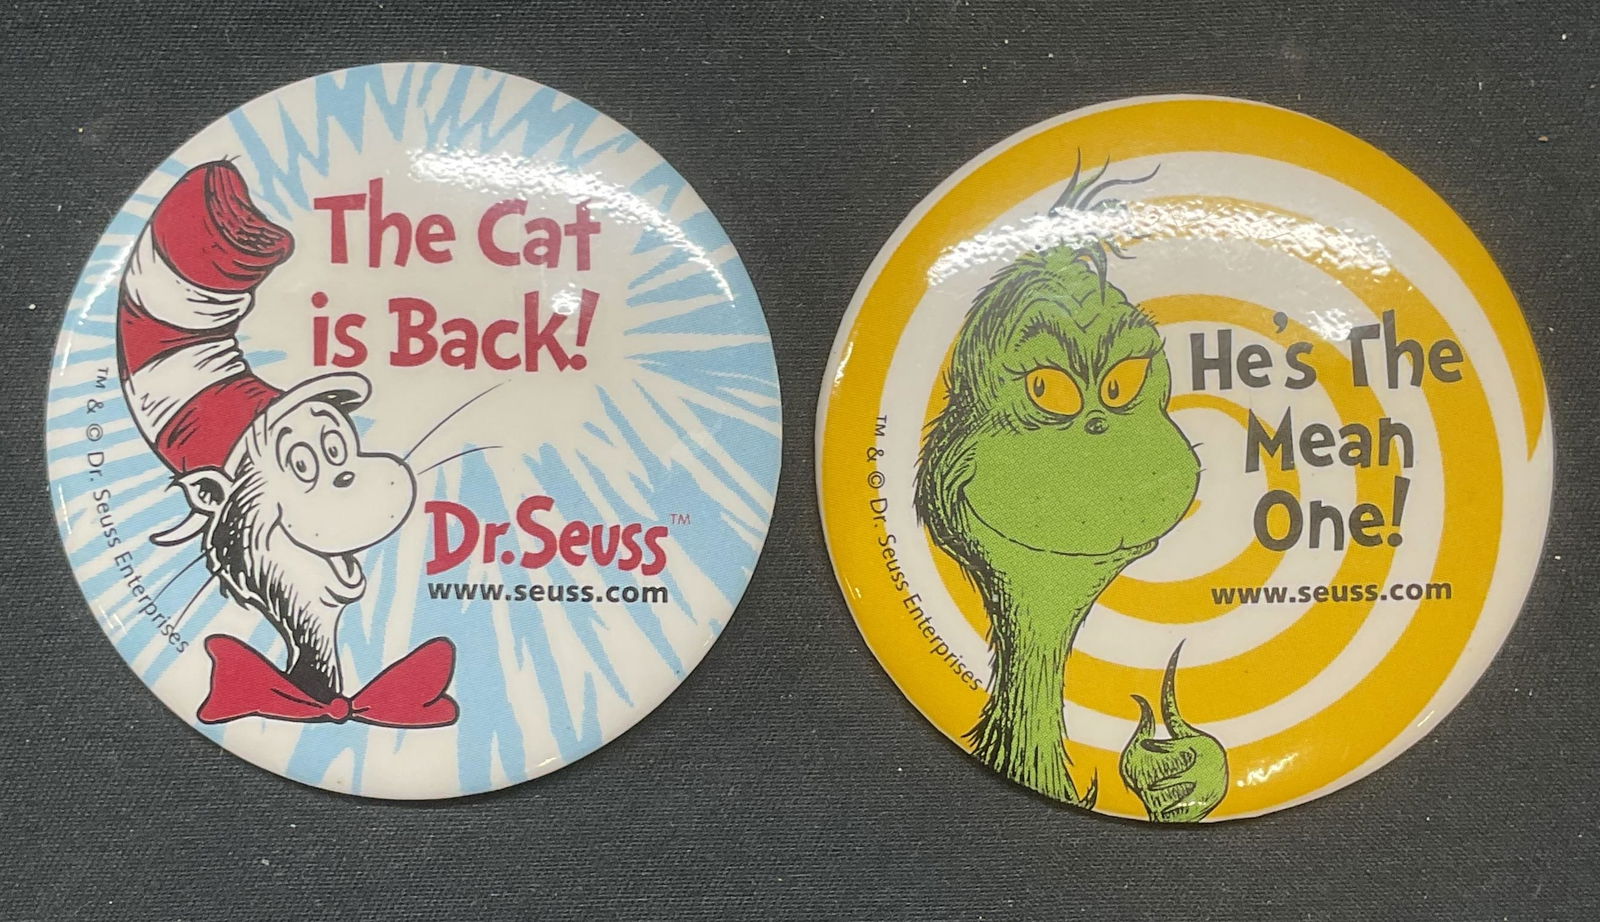 The Cat
is Back!
Dr. Seuss™
www.seuss.com
TM & © Dr. Seuss Enterprises
He's The
Mean
One!
www.seuss.com
TM & © Dr. Seuss Enterprises